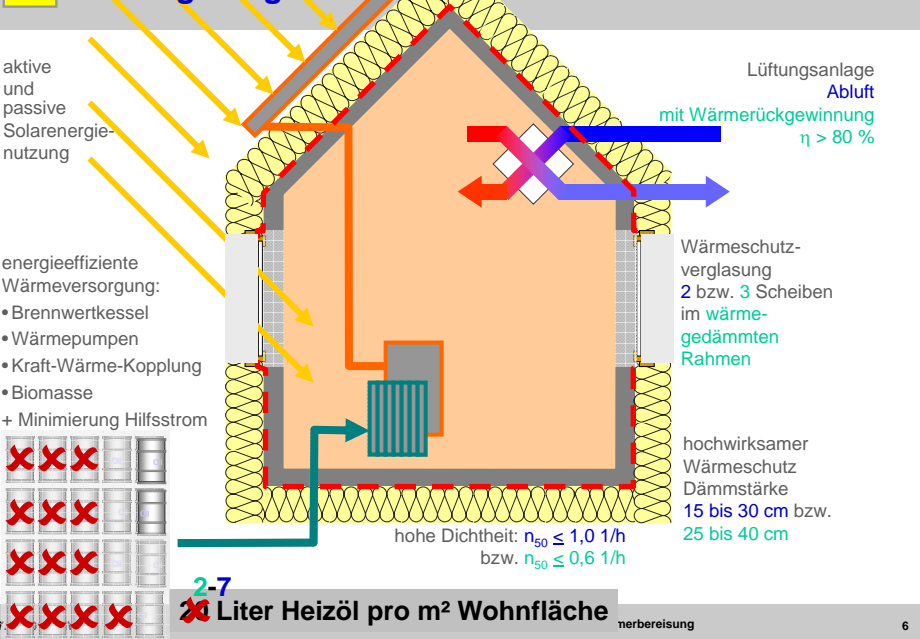 aktive
und
passive
Solarenergie-
nutzung
Lüftungsanlage
Abluft
mit Wärmerückgewinnung
η > 80 %
energieeffiziente
Wärmeversorgung:
• Brennwertkessel
• Wärmepumpen
• Kraft-Wärme-Kopplung
• Biomasse
+ Minimierung Hilfsstrom
Wärmeschutz-
verglasung
2 bzw. 3 Scheiben
im wärme-
gedämmten
Rahmen
hochwirksamer
Wärmeschutz
Dämmstärke
15 bis 30 cm bzw.
25 bis 40 cm
hohe Dichtheit: n50 ≤ 1,0 1/h
bzw. n50 ≤ 0,6 1/h
2-7
Liter Heizöl pro m² Wohnfläche
merbereisung
6